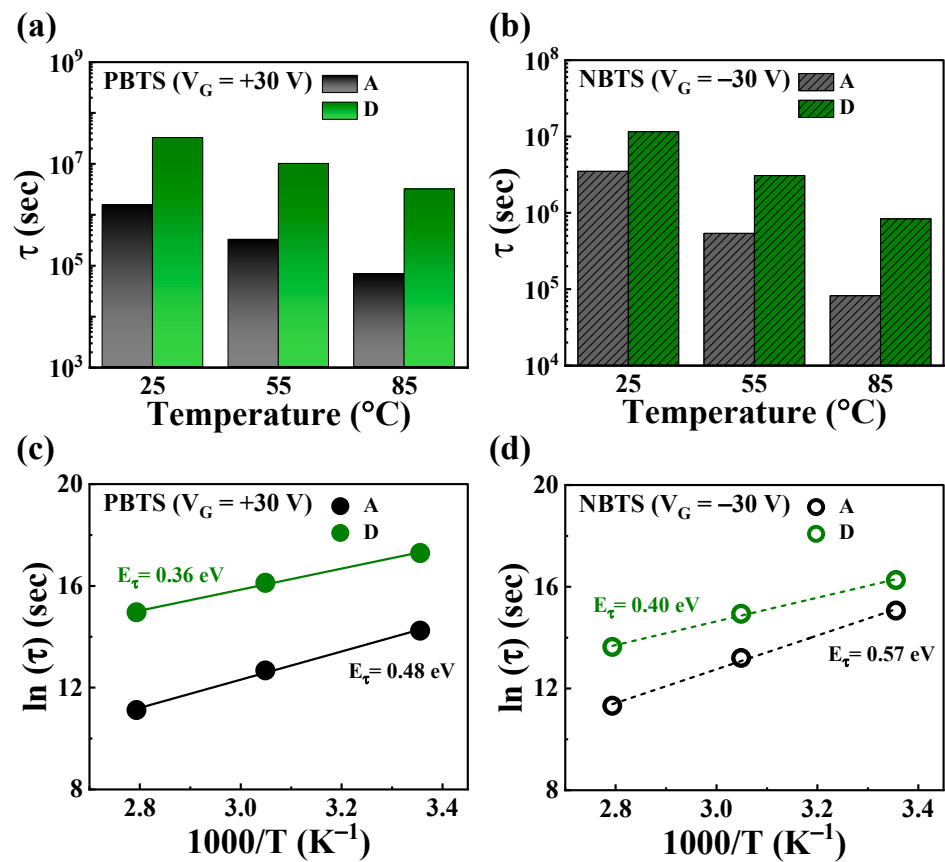 (a)
PBTS (V_G = +30 V)
A
D
10^9
10^7
10^5
10^3
τ (sec)
25 55 85
Temperature (°C)
(b)
NBTS (V_G = −30 V)
A
D
10^8
10^7
10^6
10^5
10^4
τ (sec)
25 55 85
Temperature (°C)
(c)
PBTS (V_G = +30 V)
A
D
E_τ= 0.36 eV
E_τ= 0.48 eV
20
16
12
8
ln (τ) (sec)
2.8 3.0 3.2 3.4
1000/T (K^−1)
(d)
NBTS (V_G = −30 V)
A
D
E_τ= 0.40 eV
E_τ= 0.57 eV
20
16
12
8
ln (τ) (sec)
2.8 3.0 3.2 3.4
1000/T (K^−1)